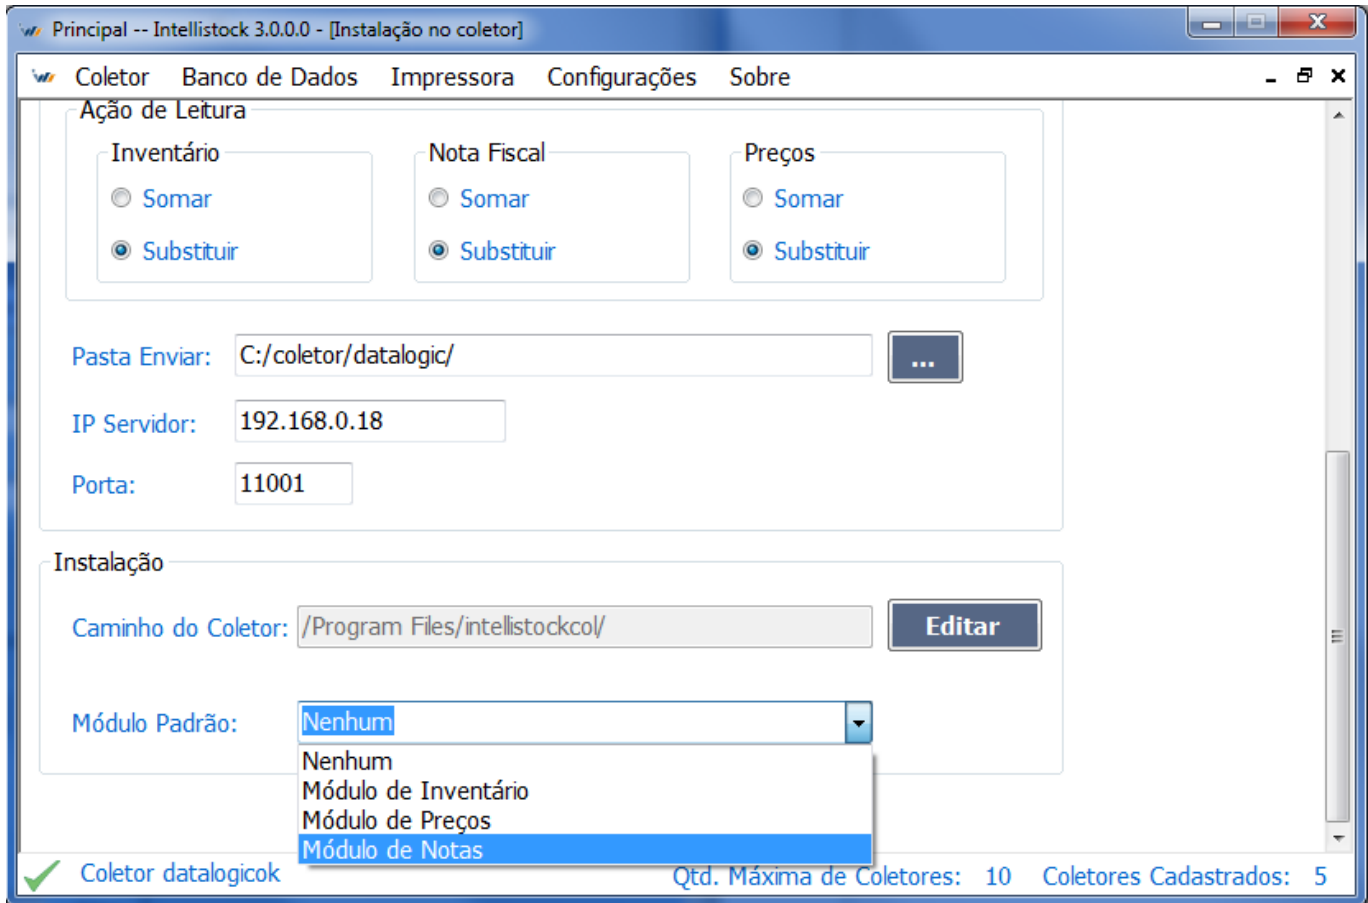 Principal -- Intellistock 3.0.0.0 - [Instalação no coletor]
Coletor Banco de Dados Impressora Configurações Sobre
Ação de Leitura
Inventário Nota Fiscal Preços
Somar Somar Somar
Substituir Substituir Substituir
Pasta Enviar: C:/coletor/datalogic/ ...
IP Servidor: 192.168.0.18
Porta: 11001
Instalação
Caminho do Coletor: /Program Files/intellistockcol/ Editar
Módulo Padrão: Nenhum
Nenhum
Módulo de Inventário
Módulo de Preços
Módulo de Notas
Coletor datalogicok Qtd. Máxima de Coletores: 10 Coletores Cadastrados: 5